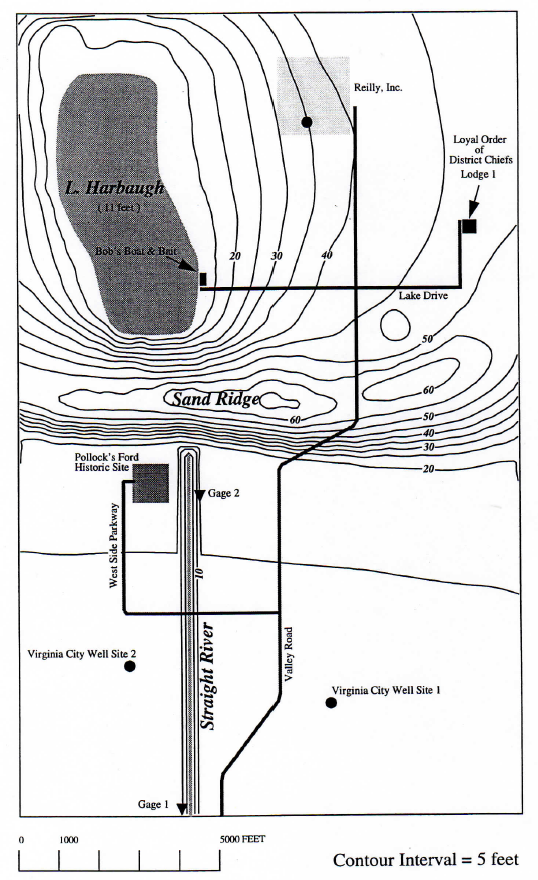 Reilly, Inc.
Loyal Order
of
District Chiefs
Lodge 1
L. Harbaugh
( 11 feet )
Bob's Boat & Bait
20
30
40
Lake Drive
50
60
Sand Ridge
60
50
40
30
20
Pollock's Ford
Historic Site
Gage 2
West Side Parkway
10
Straight River
Valley Road
Virginia City Well Site 2
Virginia City Well Site 1
Gage 1
0 1000 5000 FEET
Contour Interval = 5 feet